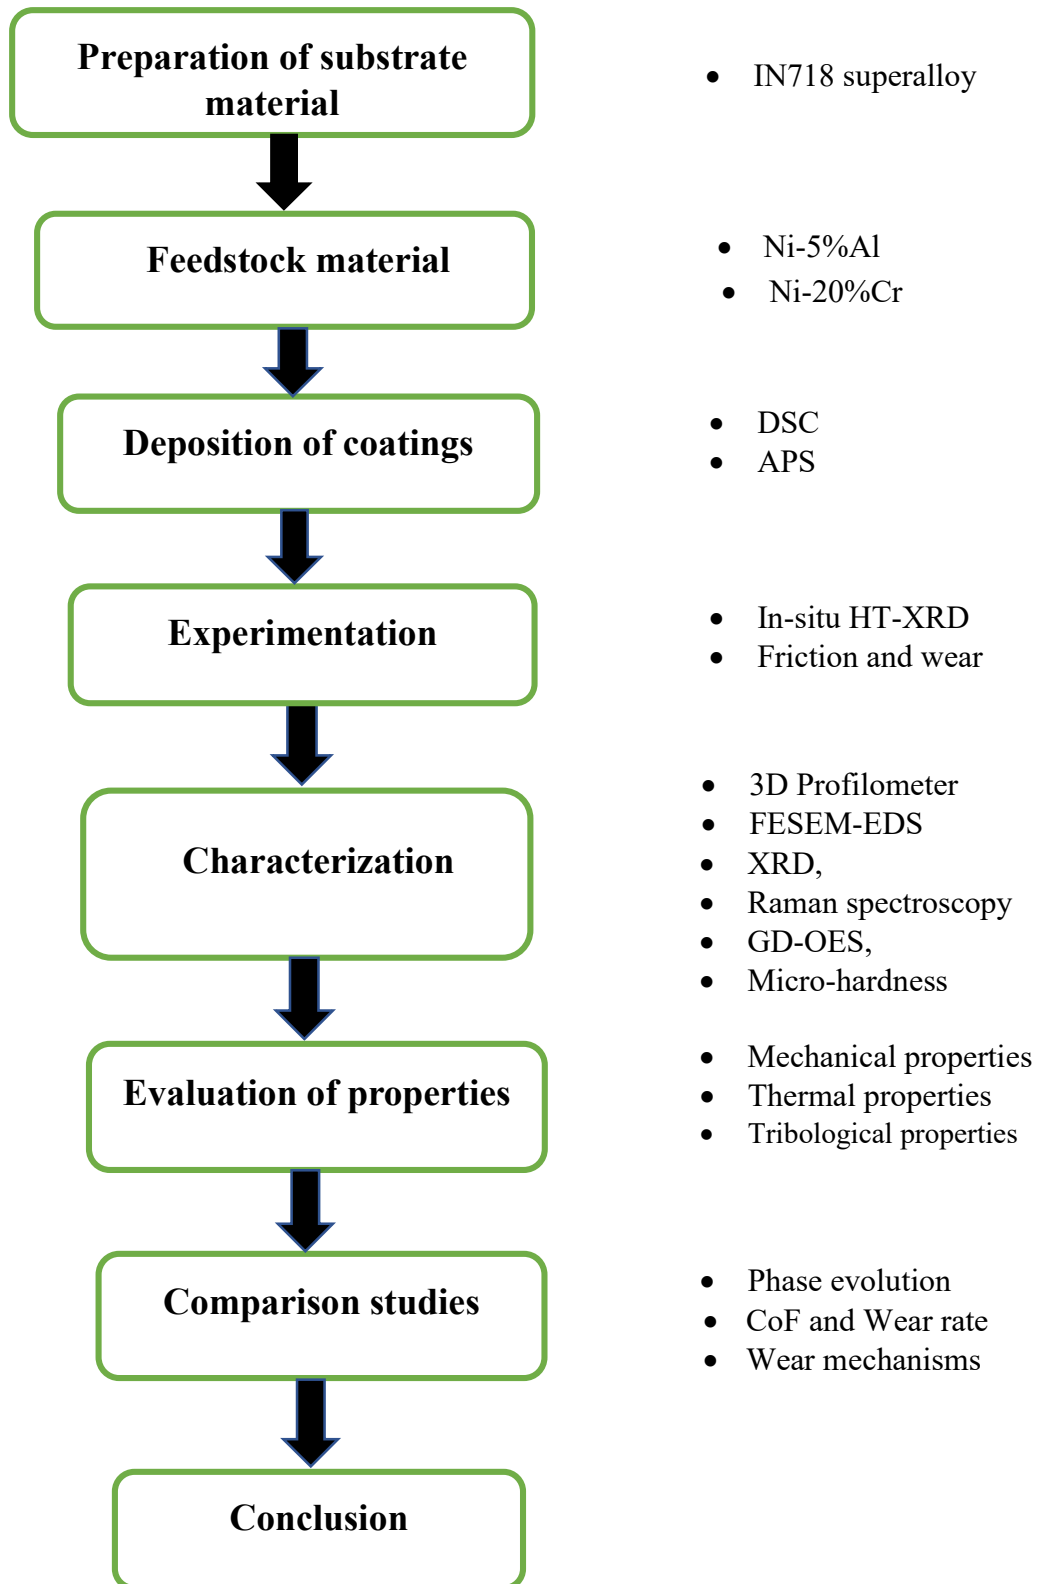 Preparation of substrate
material
• IN718 superalloy
Feedstock material
• Ni-5%Al
• Ni-20%Cr
Deposition of coatings
• DSC
• APS
Experimentation
• In-situ HT-XRD
• Friction and wear
Characterization
• 3D Profilometer
• FESEM-EDS
• XRD,
• Raman spectroscopy
• GD-OES,
• Micro-hardness
Evaluation of properties
• Mechanical properties
• Thermal properties
• Tribological properties
Comparison studies
• Phase evolution
• CoF and Wear rate
• Wear mechanisms
Conclusion